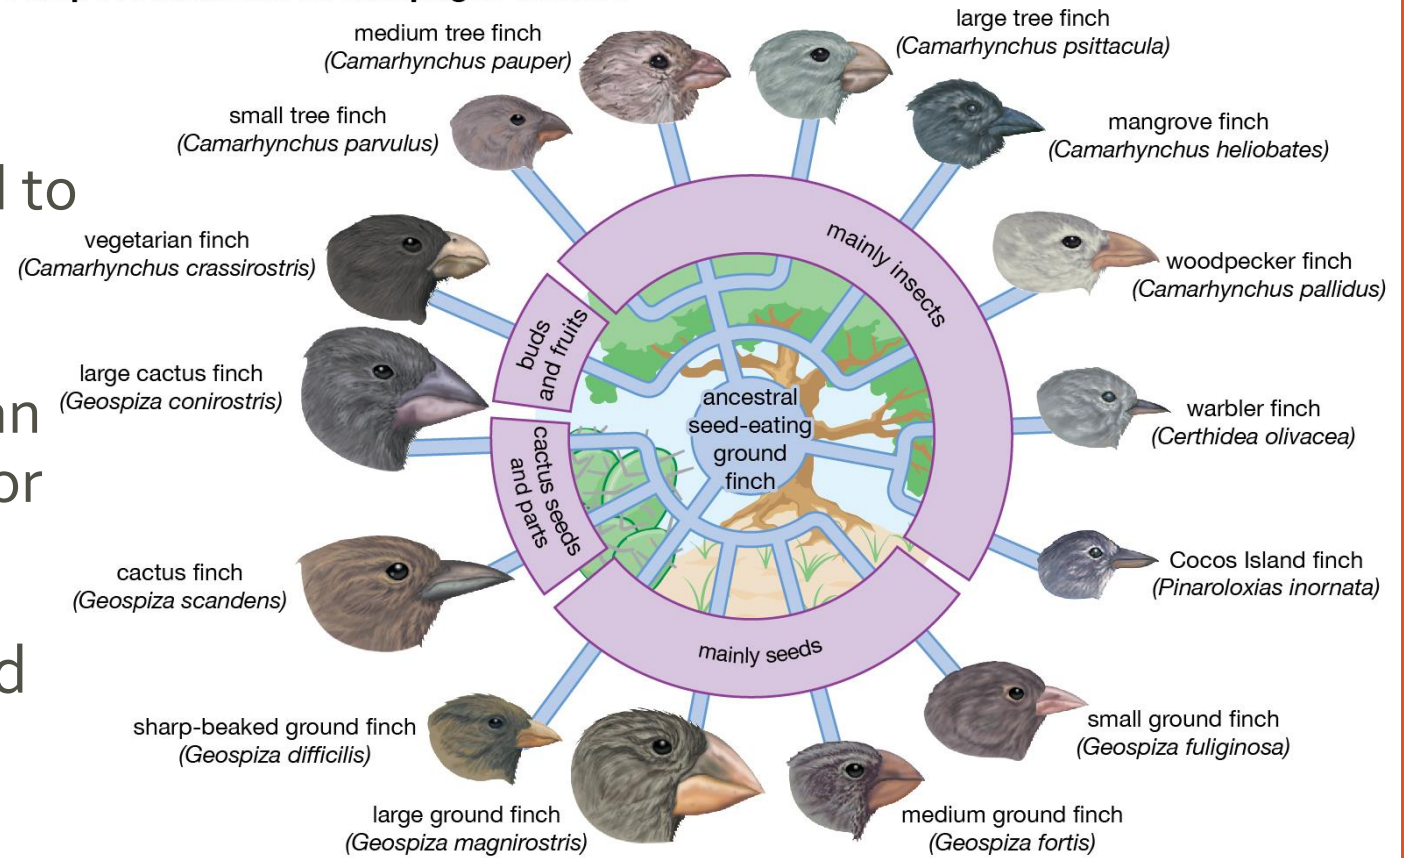 large tree finch
(Camarhynchus psittacula)
medium tree finch
(Camarhynchus pauper)
small tree finch
(Camarhynchus parvulus)
mangrove finch
(Camarhynchus heliobates)
l to
vegetarian finch
(Camarhynchus crassirostris)
mainly insects
woodpecker finch
(Camarhynchus pallidus)
buds
and fruits
large cactus finch
(Geospiza conirostris)
an
or
ancestral
seed-eating
ground
finch
warbler finch
(Certhidea olivacea)
cactus seeds
and parts
cactus finch
(Geospiza scandens)
Cocos Island finch
(Pinaroloxias inornata)
d
mainly seeds
sharp-beaked ground finch
(Geospiza difficilis)
small ground finch
(Geospiza fuliginosa)
large ground finch
(Geospiza magnirostris)
medium ground finch
(Geospiza fortis)